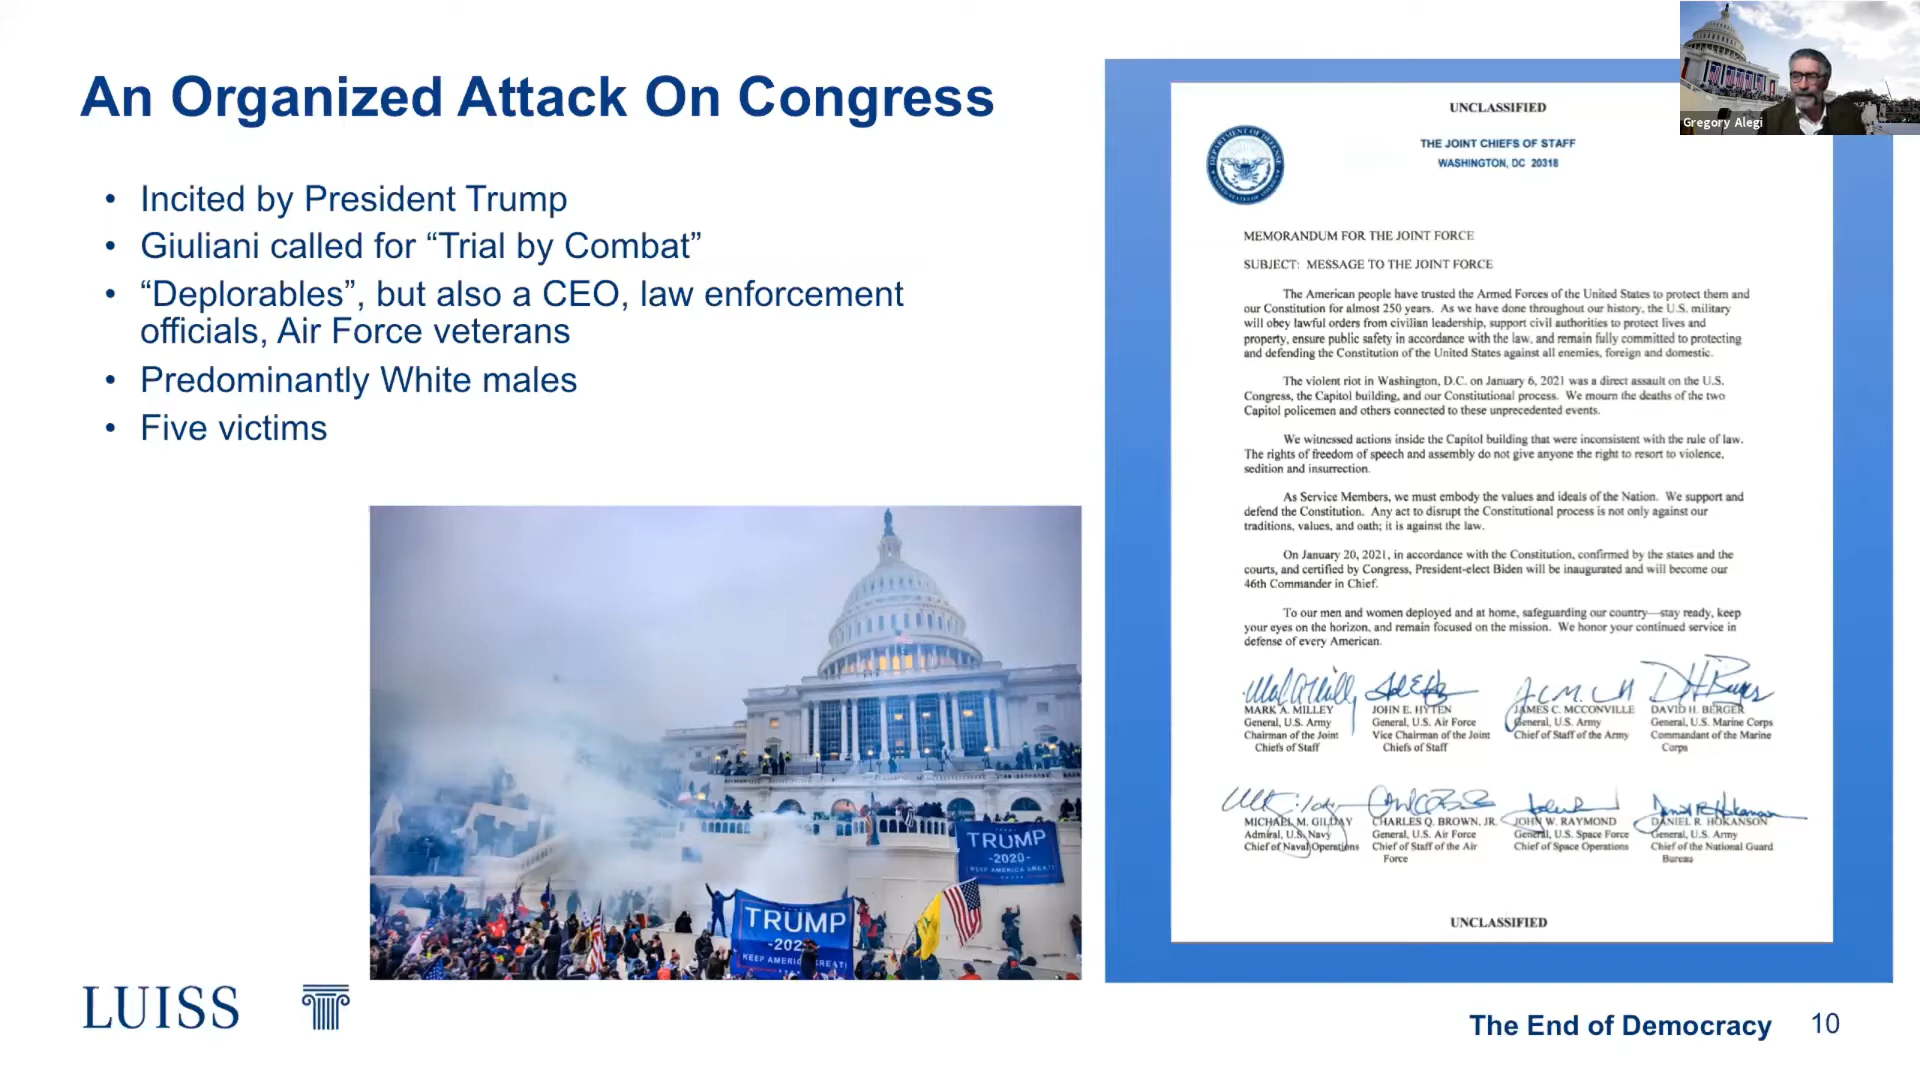 An Organized Attack On Congress
• Incited by President Trump
• Giuliani called for “Trial by Combat”
• “Deplorables”, but also a CEO, law enforcement
officials, Air Force veterans
• Predominantly White males
• Five victims
TRUMP
-2020-
KEEP AMERICA GREAT!
TRUMP
-202
KEEP AMERIC GREAT!
LUISS
UNCLASSIFIED
THE JOINT CHIEFS OF STAFF
WASHINGTON, DC 20318
MEMORANDUM FOR THE JOINT FORCE
SUBJECT: MESSAGE TO THE JOINT FORCE
The American people have trusted the Armed Forces of the United States to protect them and
our Constitution for almost 250 years. As we have done throughout our history, the U.S. military
will obey lawful orders from civilian leadership, support civil authorities to protect lives and
property, ensure public safety in accordance with the law, and remain fully committed to protecting
and defending the Constitution of the United States against all enemies, foreign and domestic.
The violent riot in Washington, D.C. on January 6, 2021 was a direct assault on the U.S.
Congress, the Capitol building, and our Constitutional process. We mourn the deaths of the two
Capitol policemen and others connected to these unprecedented events.
We witnessed actions inside the Capitol building that were inconsistent with the rule of law.
The rights of freedom of speech and assembly do not give anyone the right to resort to violence,
sedition and insurrection.
As Service Members, we must embody the values and ideals of the Nation. We support and
defend the Constitution. Any act to disrupt the Constitutional process is not only against our
traditions, values, and oath; it is against the law.
On January 20, 2021, in accordance with the Constitution, confirmed by the states and the
courts, and certified by Congress, President-elect Biden will be inaugurated and will become our
46th Commander in Chief.
To our men and women deployed and at home, safeguarding our country—stay ready, keep
your eyes on the horizon, and remain focused on the mission. We honor your continued service in
defense of every American.
MARK A. MILLEY
General, U.S. Army
Chairman of the Joint
Chiefs of Staff
JOHN E. HYTEN
General, U.S. Air Force
Vice Chairman of the Joint
Chiefs of Staff
JAMES C. MCCONVILLE
General, U.S. Army
Chief of Staff of the Army
DAVID H. BERGER
General, U.S. Marine Corps
Commandant of the Marine
Corps
MICHAEL M. GILDAY
Admiral, U.S. Navy
Chief of Naval Operations
CHARLES Q. BROWN, JR.
General, U.S. Air Force
Chief of Staff of the Air
Force
JOHN W. RAYMOND
General, U.S. Space Force
Chief of Space Operations
DANIEL R. HOKANSON
General, U.S. Army
Chief of the National Guard
Bureau
UNCLASSIFIED
Gregory Alegi
The End of Democracy 10